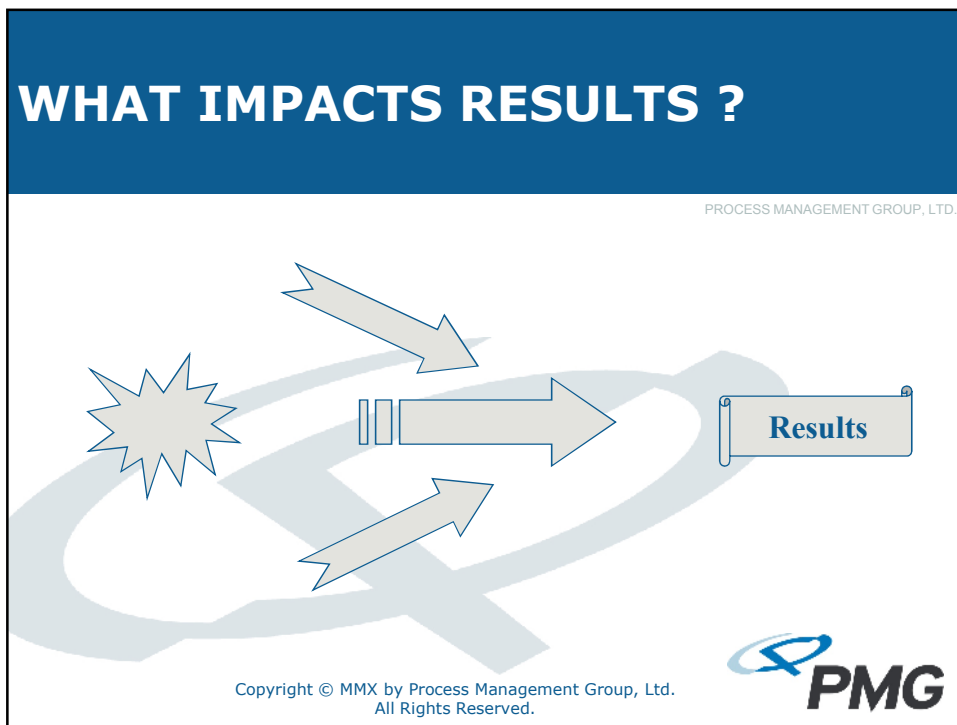 WHAT IMPACTS RESULTS ?
PROCESS MANAGEMENT GROUP, LTD.
Results
Copyright © MMX by Process Management Group, Ltd.
All Rights Reserved.
PMG